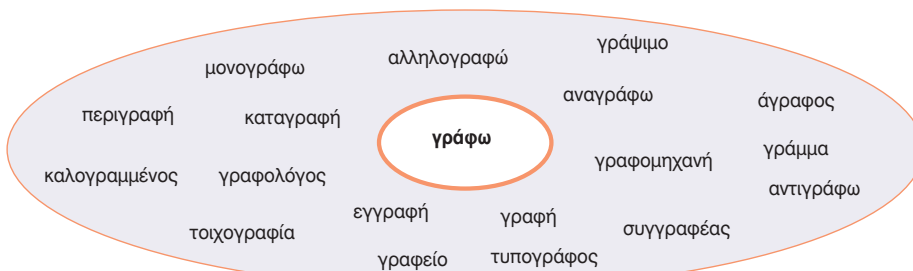 γράψιμο
μονογράφω αλληλογραφώ
αναγράφω άγραφος
περιγραφή καταγραφή
γράφω
γραφομηχανή γράμμα
καλογραμμένος γραφολόγος
αντιγράφω
εγγραφή γραφή
τοιχογραφία συγγραφέας
γραφείο τυπογράφος